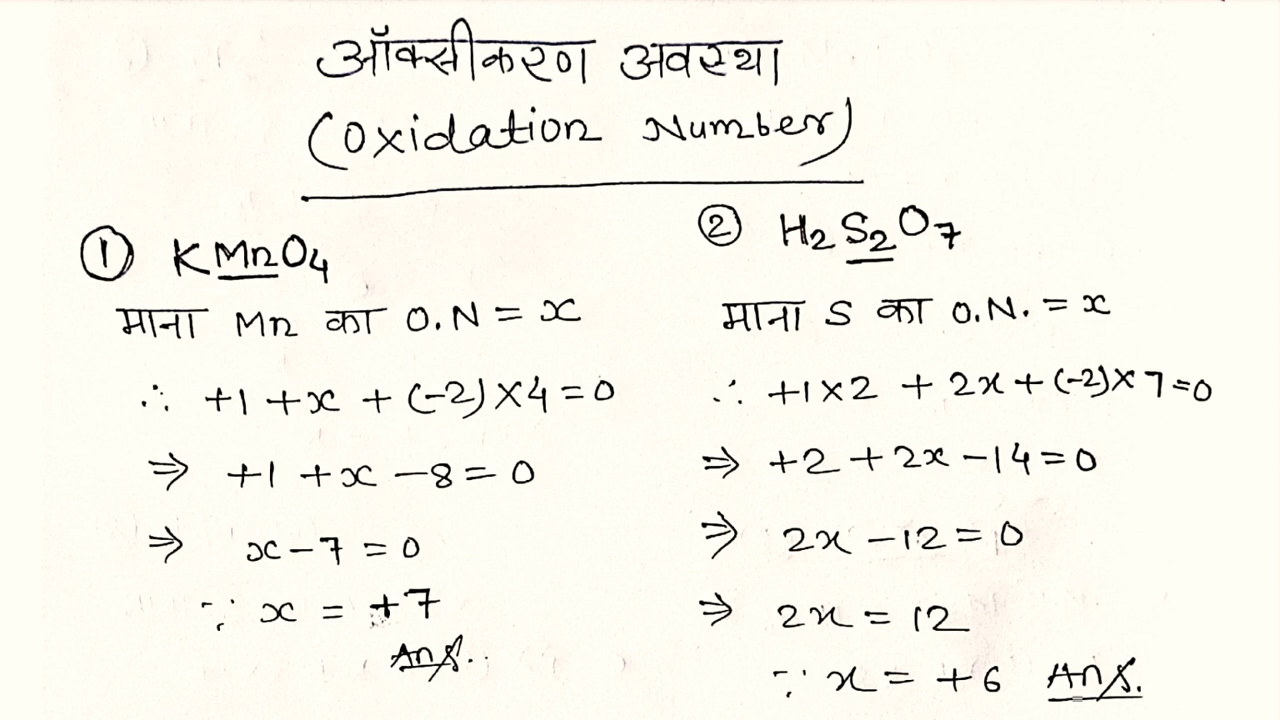 ऑक्सीकरण अवस्था
(Oxidation Number)
① KMnO4
माना Mn का O.N = x
∴ +1 +x + (-2)×4 = 0
⇒ +1 +x -8 = 0
⇒ x-7 = 0
∵ x = +7
Ans.
② H2S2O7
माना S का O.N. = x
∴ +1×2 + 2x + (-2)×7=0
⇒ +2 + 2x -14 = 0
⇒ 2x -12 = 0
⇒ 2x = 12
∵ x = +6 Ans.